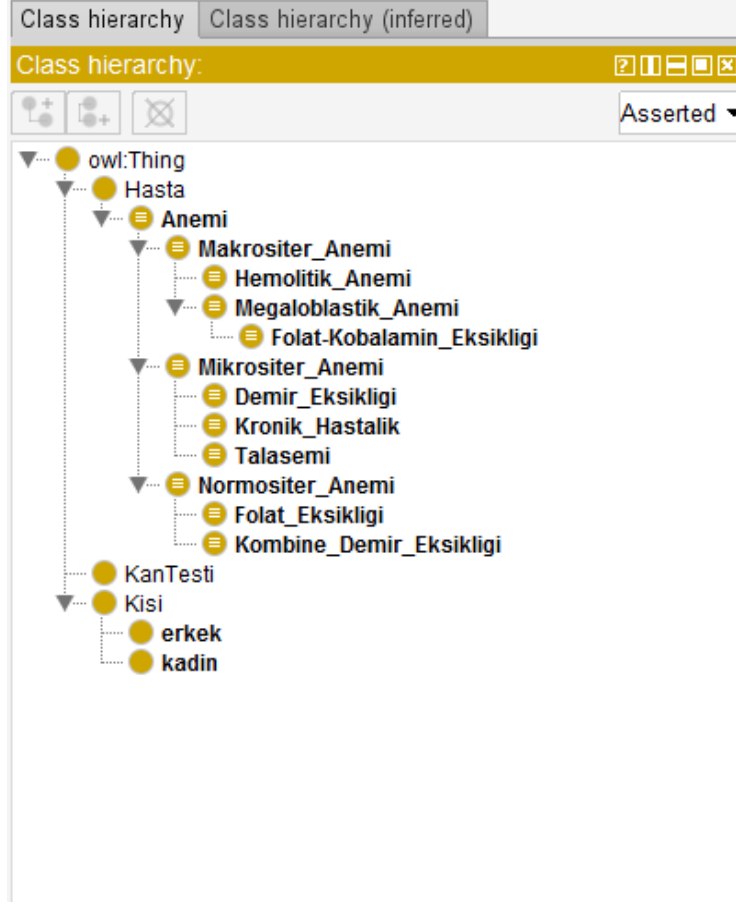 Class hierarchy Class hierarchy (inferred)
Class hierarchy:
Asserted
owl:Thing
Hasta
Anemi
Makrositer_Anemi
Hemolitik_Anemi
Megaloblastik_Anemi
Folat-Kobalamin_Eksikligi
Mikrositer_Anemi
Demir_Eksikligi
Kronik_Hastalik
Talasemi
Normositer_Anemi
Folat_Eksikligi
Kombine_Demir_Eksikligi
KanTesti
Kisi
erkek
kadin